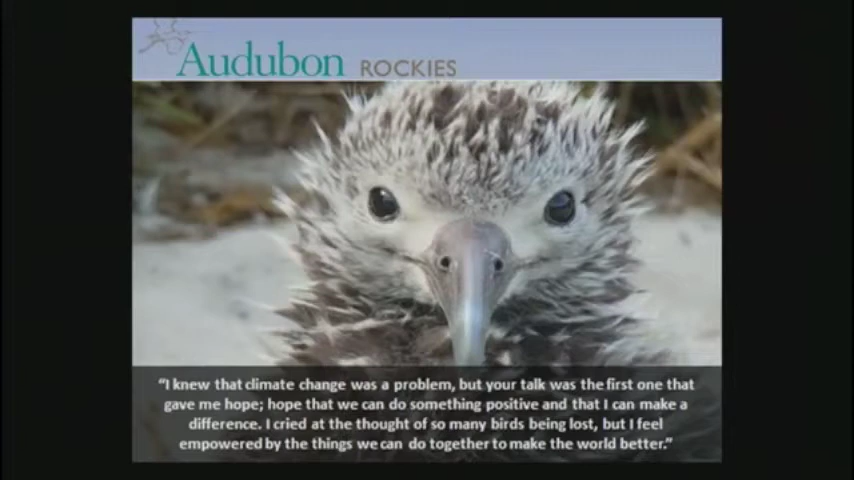 Audubon ROCKIES
“I knew that climate change was a problem, but your talk was the first one that
gave me hope; hope that we can do something positive and that I can make a
difference. I cried at the thought of so many birds being lost, but I feel
empowered by the things we can do together to make the world better.”